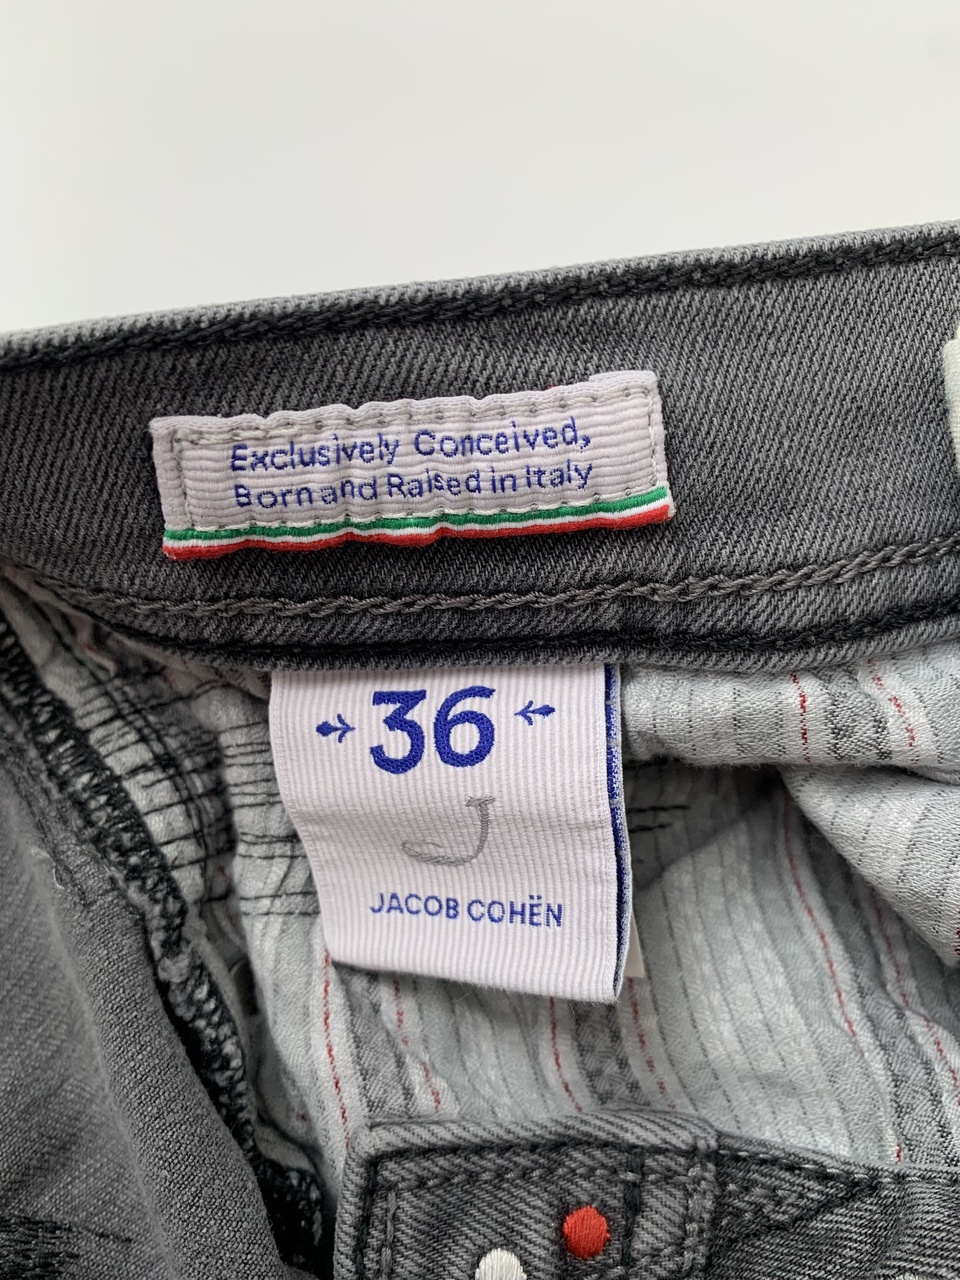 Exclusively Conceived,
Born and Raised in Italy
36
J
JACOB COHËN